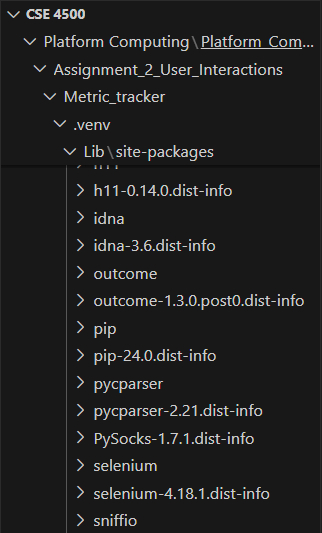 CSE 4500
Platform Computing\Platform_Com...
Assignment_2_User_Interactions
Metric_tracker
.venv
Lib\site-packages
h11
h11-0.14.0.dist-info
idna
idna-3.6.dist-info
outcome
outcome-1.3.0.post0.dist-info
pip
pip-24.0.dist-info
pycparser
pycparser-2.21.dist-info
PySocks-1.7.1.dist-info
selenium
selenium-4.18.1.dist-info
sniffio